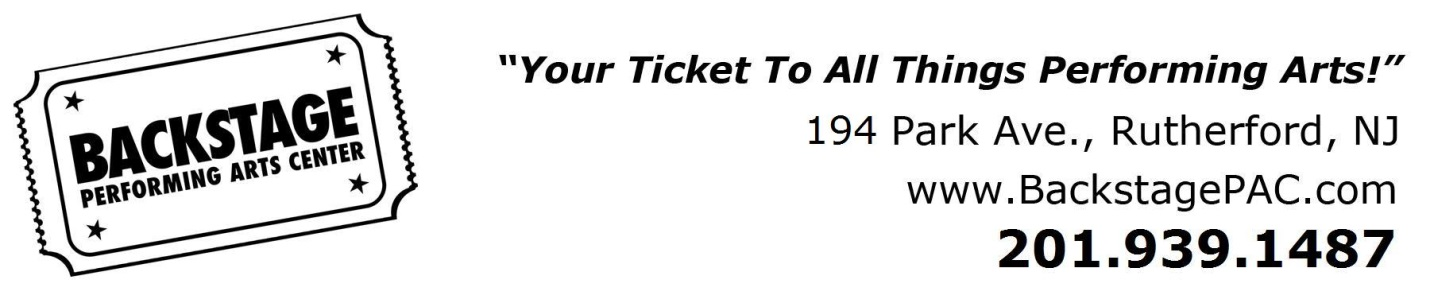 BACKSTAGE
PERFORMING ARTS CENTER
“Your Ticket To All Things Performing Arts!”
194 Park Ave., Rutherford, NJ
www.BackstagePAC.com
201.939.1487